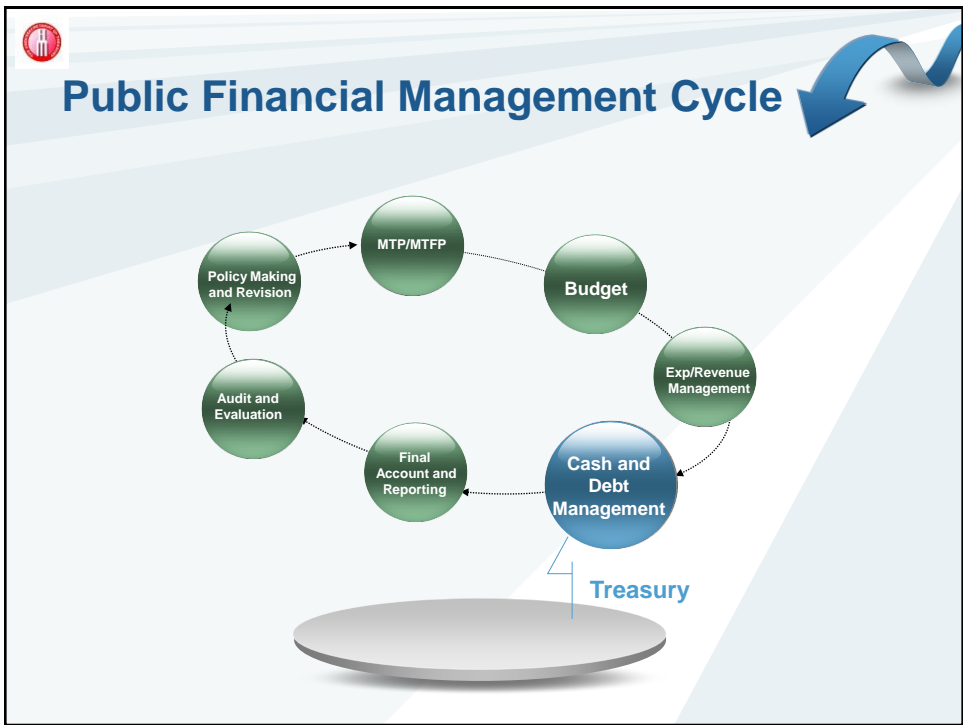 Public Financial Management Cycle
MTP/MTFP
Policy Making
and Revision
Budget
Exp/Revenue
Management
Audit and
Evaluation
Final
Account and
Reporting
Cash and
Debt
Management
Treasury